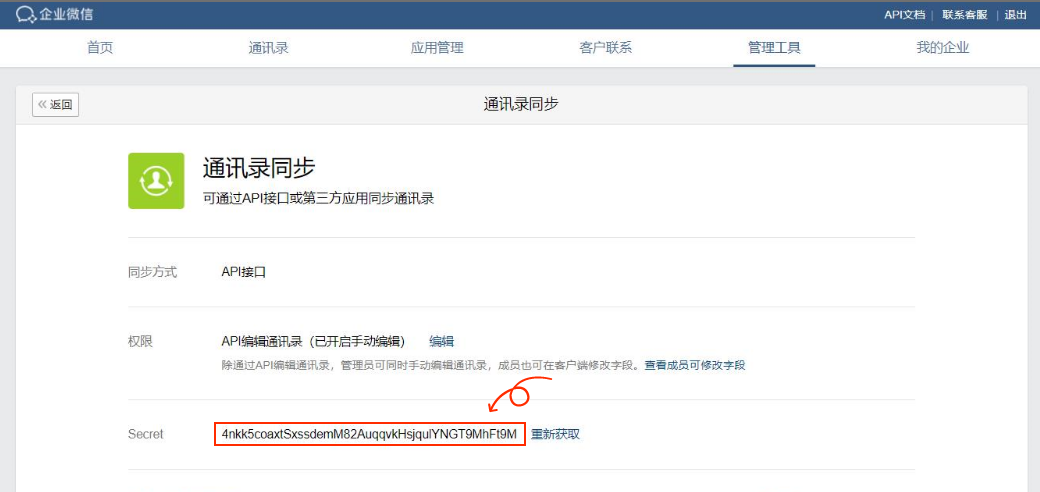 企业微信
API文档 | 联系客服 | 退出
首页 通讯录 应用管理 客户联系 管理工具 我的企业
« 返回
通讯录同步
通讯录同步
可通过API接口或第三方应用同步通讯录
同步方式 API接口
权限 API编辑通讯录（已开启手动编辑） 编辑
除通过API编辑通讯录，管理员可同时手动编辑通讯录，成员也可在客户端修改字段。查看成员可修改字段
Secret 4nkk5coaxtSxssdemM82AuqqvkHsjqulYNGT9MhFt9M 重新获取